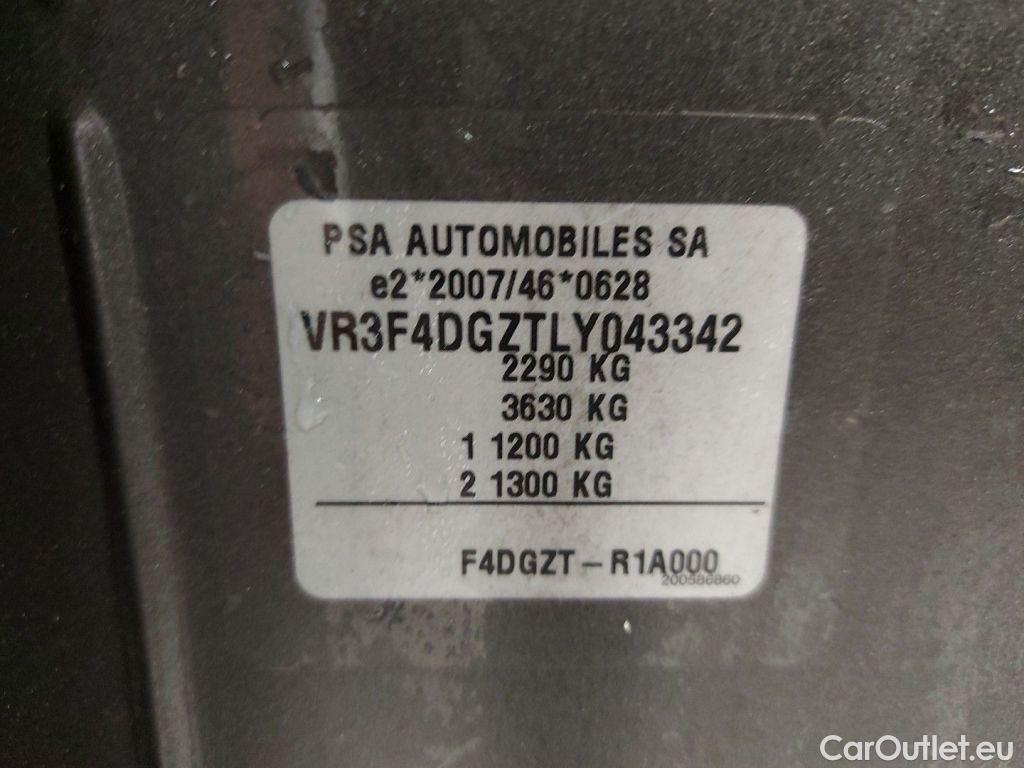 PSA AUTOMOBILES SA
e2*2007/46*0628
VR3F4DGZTLY043342
2290 KG
3630 KG
1 1200 KG
2 1300 KG
F4DGZT – R1A000
200586860
CarOutlet.eu